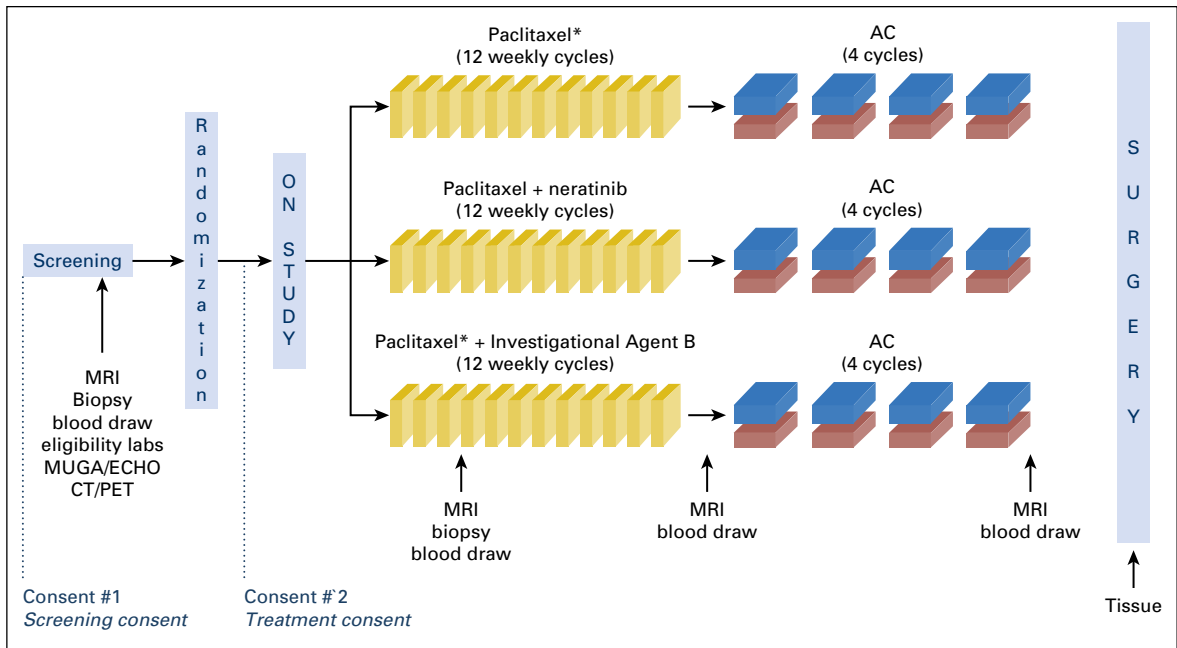 Paclitaxel*
(12 weekly cycles)
AC
(4 cycles)
Randomization
ON STUDY
SURGERY
Paclitaxel + neratinib
(12 weekly cycles)
AC
(4 cycles)
Screening
Paclitaxel* + Investigational Agent B
(12 weekly cycles)
AC
(4 cycles)
MRI
Biopsy
blood draw
eligibility labs
MUGA/ECHO
CT/PET
MRI
biopsy
blood draw
MRI
blood draw
MRI
blood draw
Consent #1
Screening consent
Consent #`2
Treatment consent
Tissue